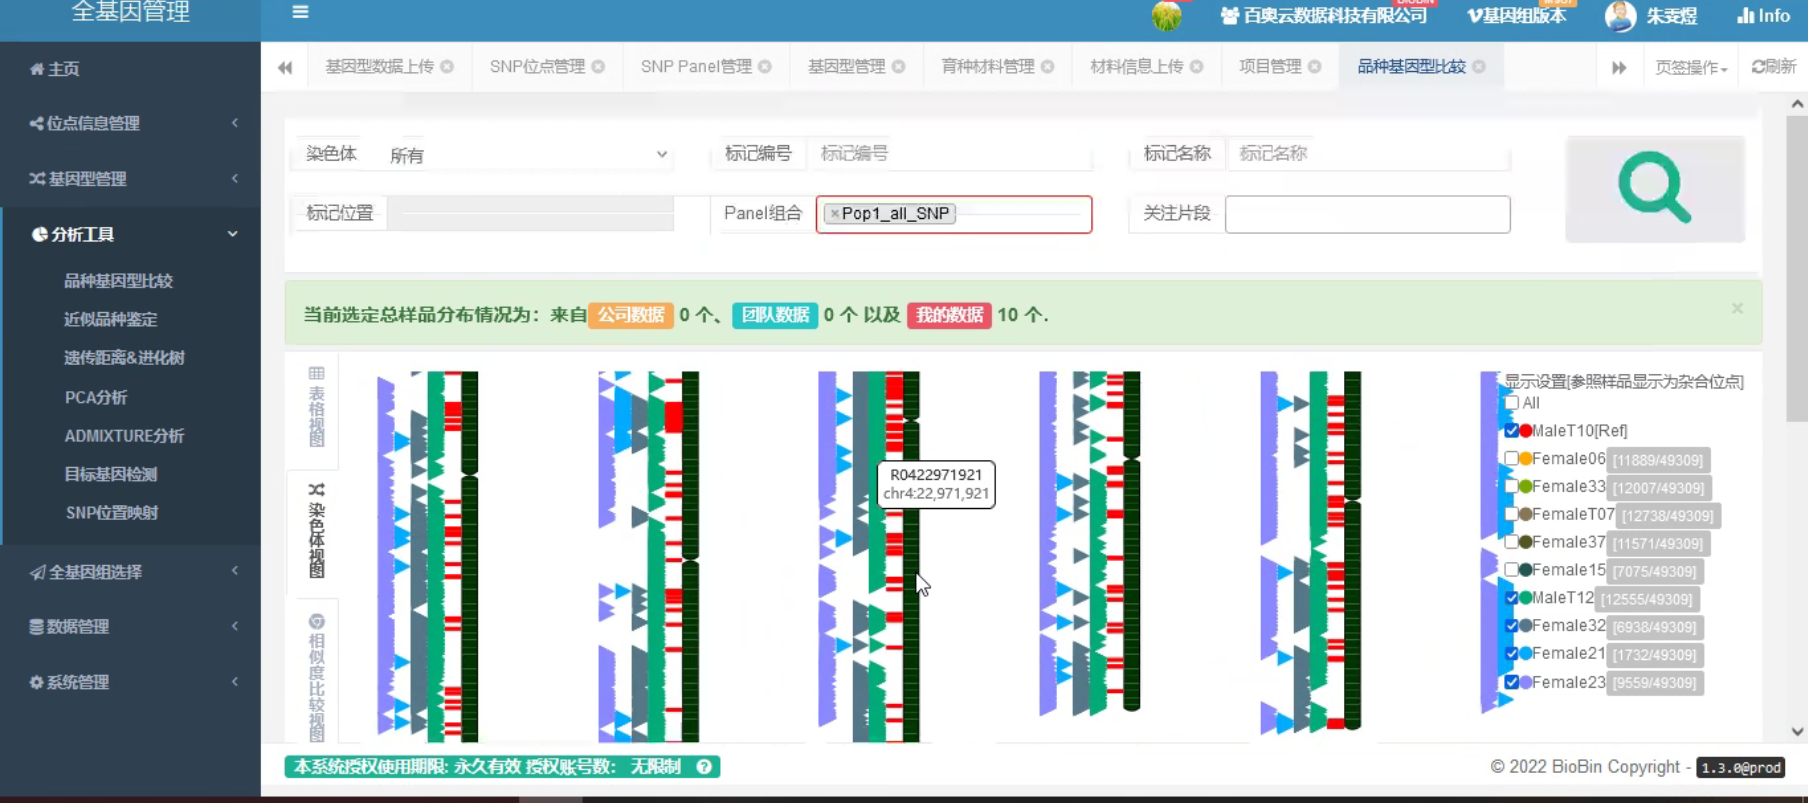 全基因管理
百奥云数据科技有限公司
基因组版本
朱雯煜
Info
主页
位点信息管理
基因型管理
分析工具
品种基因型比较
近似品种鉴定
遗传距离&进化树
PCA分析
ADMIXTURE分析
目标基因检测
SNP位置映射
全基因组选择
数据管理
系统管理
基因型数据上传
SNP位点管理
SNP Panel管理
基因型管理
育种材料管理
材料信息上传
项目管理
品种基因型比较
页签操作
刷新
染色体 所有
标记编号 标记编号
标记名称 标记名称
标记位置
Panel组合 ×Pop1_all_SNP
关注片段
当前选定总样品分布情况为：来自 公司数据 0 个、 团队数据 0 个 以及 我的数据 10 个.
×
表格视图
染色体视图
相似度比较视图
R0422971921
chr4:22,971,921
显示设置[参照样品显示为杂合位点]
All
MaleT10[Ref]
Female06 [11889/49309]
Female33 [12007/49309]
FemaleT07 [12738/49309]
Female37 [11571/49309]
Female15 [7075/49309]
MaleT12 [12555/49309]
Female32 [6938/49309]
Female21 [1732/49309]
Female23 [9559/49309]
本系统授权使用期限: 永久有效 授权账号数: 无限制
© 2022 BioBin Copyright - 1.3.0@prod